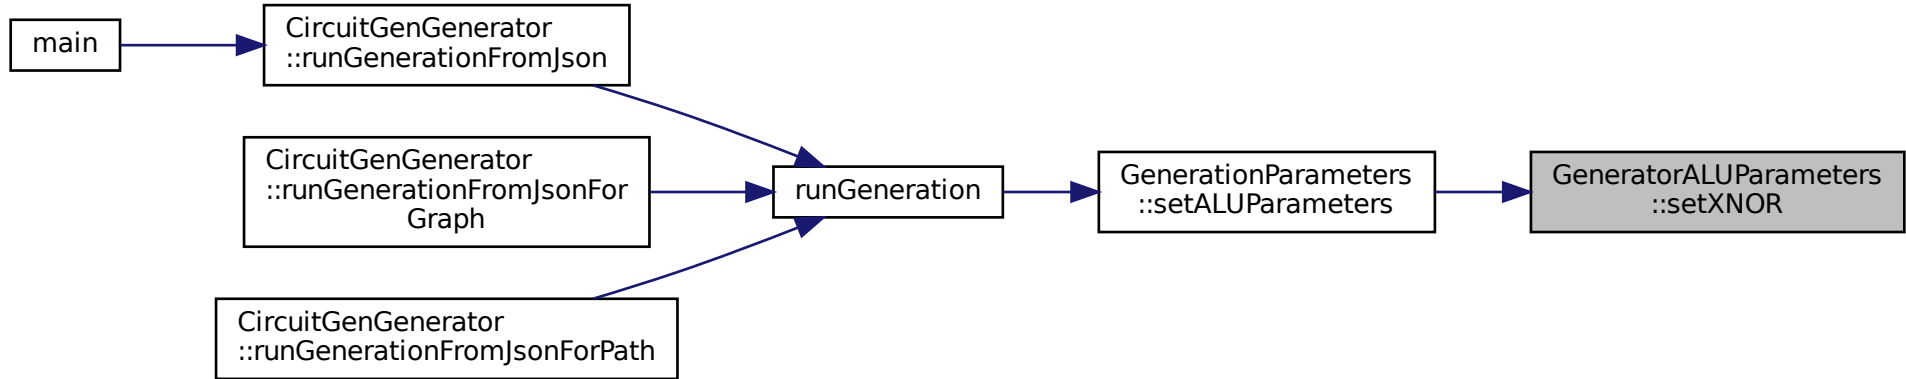 main
CircuitGenGenerator
::runGenerationFromJson
CircuitGenGenerator
::runGenerationFromJsonFor
Graph
CircuitGenGenerator
::runGenerationFromJsonForPath
runGeneration
GenerationParameters
::setALUParameters
GeneratorALUParameters
::setXNOR